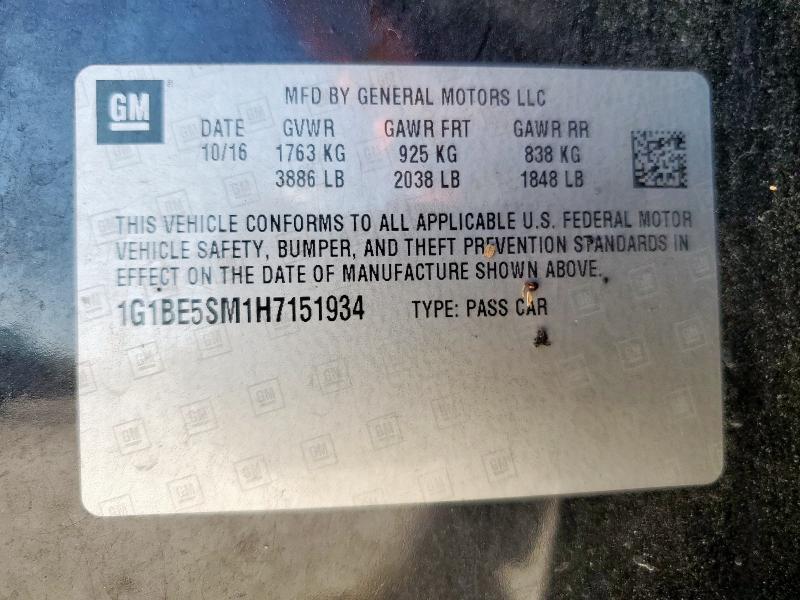 GM
MFD BY GENERAL MOTORS LLC
DATE GVWR GAWR FRT GAWR RR
10/16 1763 KG 925 KG 838 KG
3886 LB 2038 LB 1848 LB
THIS VEHICLE CONFORMS TO ALL APPLICABLE U.S. FEDERAL MOTOR
VEHICLE SAFETY, BUMPER, AND THEFT PREVENTION STANDARDS IN
EFFECT ON THE DATE OF MANUFACTURE SHOWN ABOVE.
1G1BE5SM1H7151934 TYPE: PASS CAR